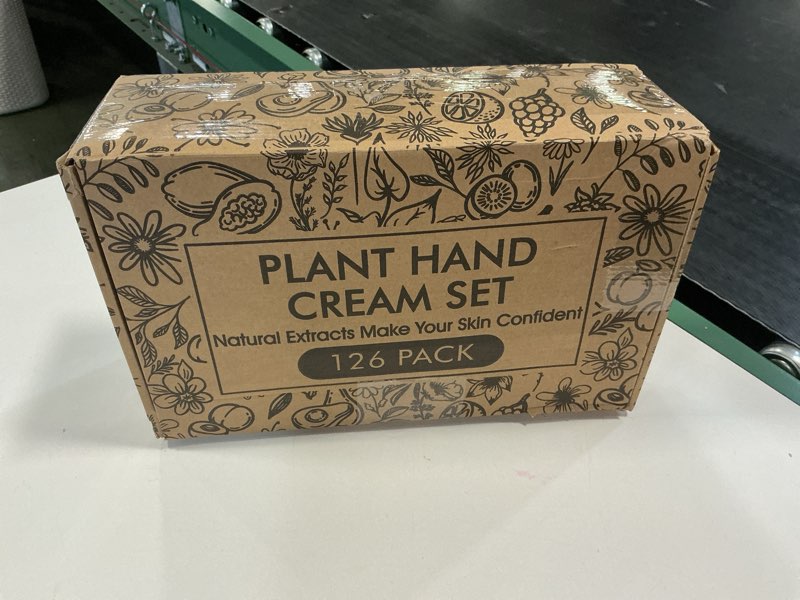 PLANT HAND
CREAM SET
Natural Extracts Make Your Skin Confident
126 PACK